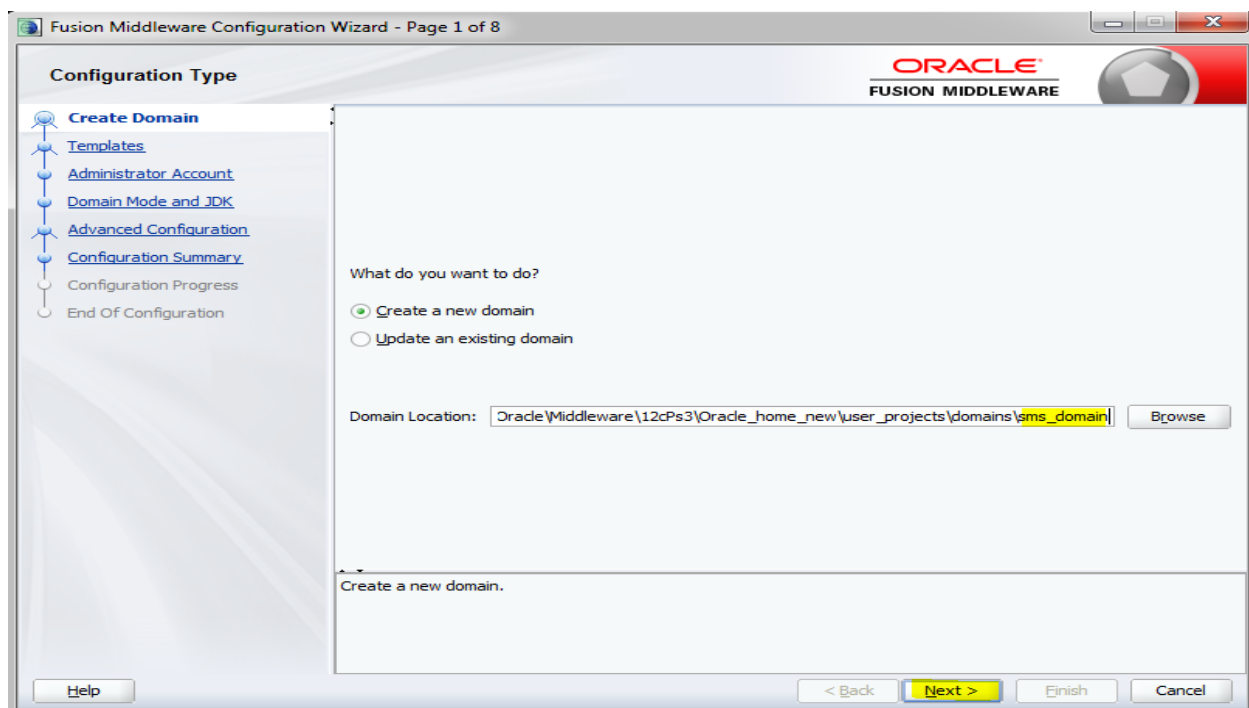 Fusion Middleware Configuration Wizard - Page 1 of 8
Configuration Type
ORACLE
FUSION MIDDLEWARE
Create Domain
Templates
Administrator Account
Domain Mode and JDK
Advanced Configuration
Configuration Summary
Configuration Progress
End Of Configuration
What do you want to do?
Create a new domain
Update an existing domain
Domain Location: Oracle\Middleware\12cPs3\Oracle_home_new\user_projects\domains\sms_domain Browse
Create a new domain.
Help < Back Next > Finish Cancel